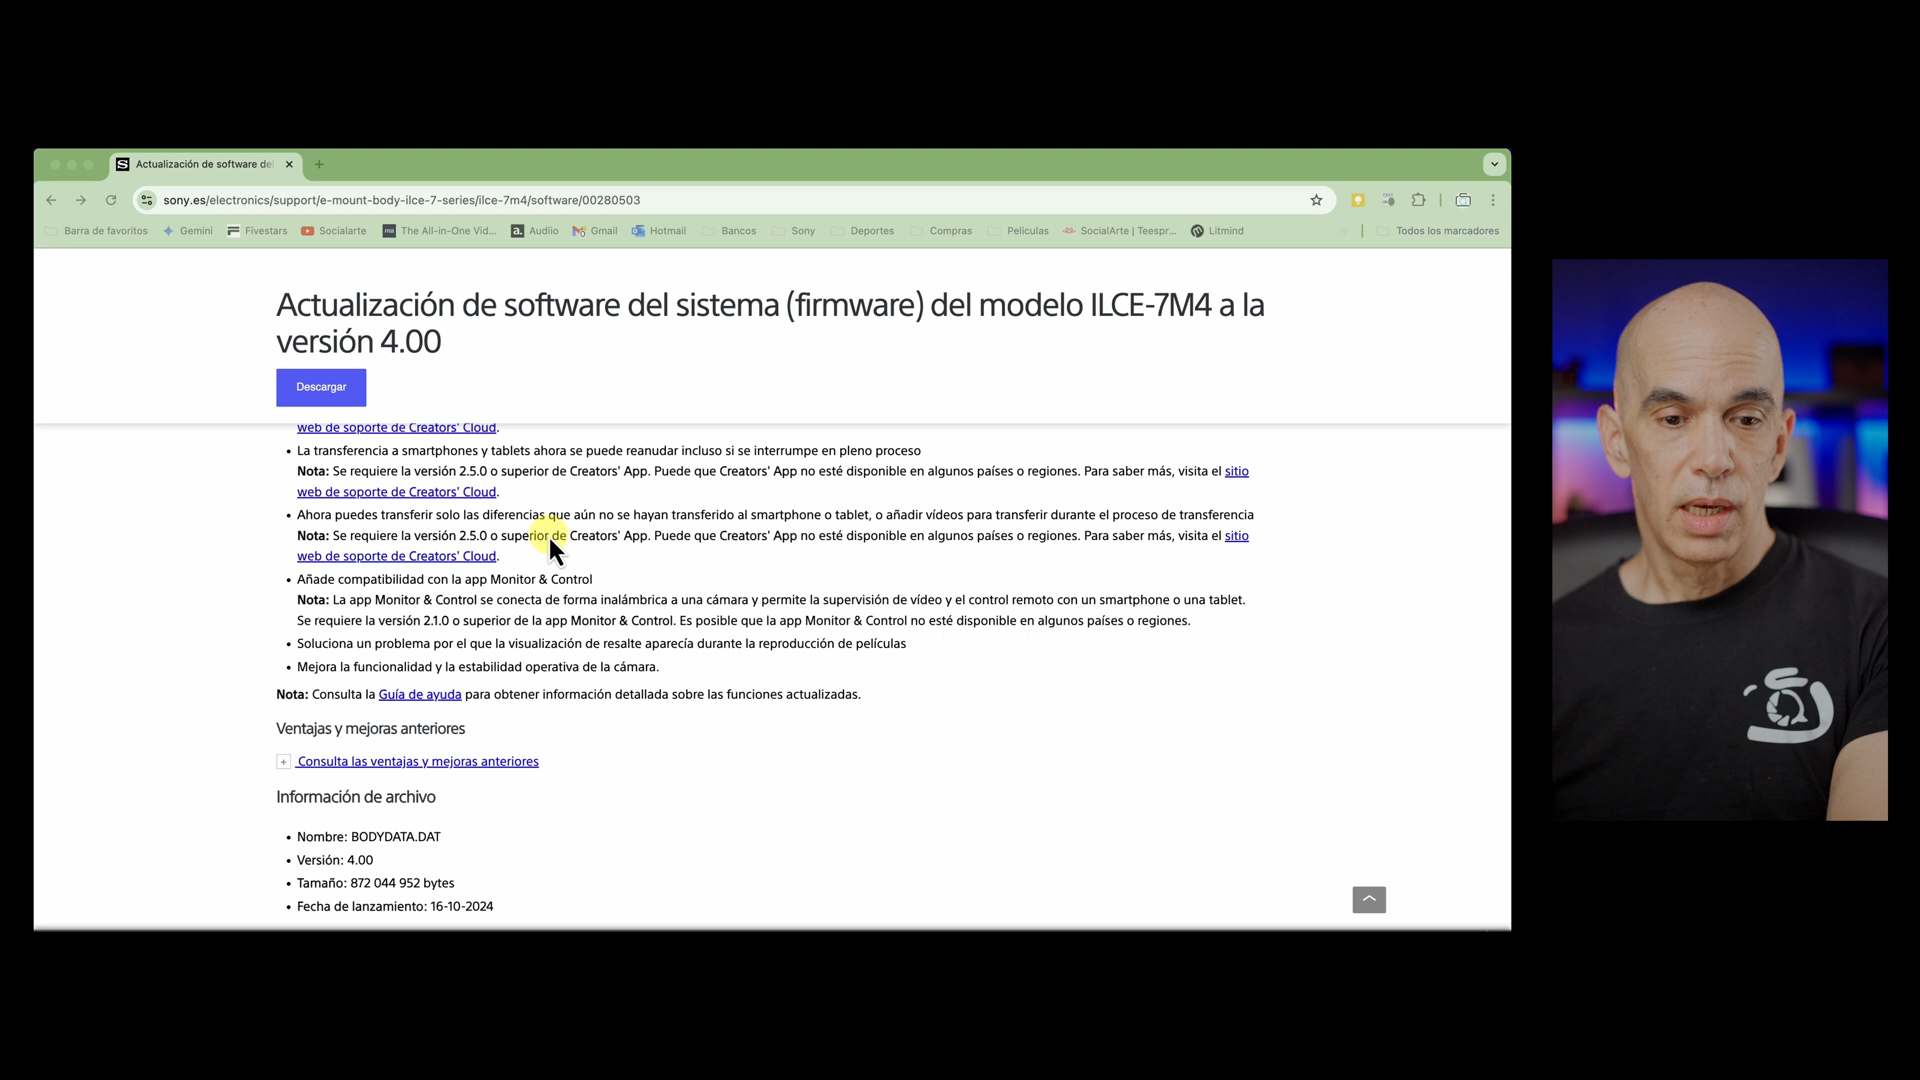 Actualización de software de
sony.es/electronics/support/e-mount-body-ilce-7-series/ilce-7m4/software/00280503
Barra de favoritos Gemini Fivestars Socialarte The All-in-One Vid... Audiio Gmail Hotmail Bancos Sony Deportes Compras Películas SocialArte | Teespr... Litmind Todos los marcadores
Actualización de software del sistema (firmware) del modelo ILCE-7M4 a la
versión 4.00
Descargar
web de soporte de Creators' Cloud.
• La transferencia a smartphones y tablets ahora se puede reanudar incluso si se interrumpe en pleno proceso
Nota: Se requiere la versión 2.5.0 o superior de Creators' App. Puede que Creators' App no esté disponible en algunos países o regiones. Para saber más, visita el sitio
web de soporte de Creators' Cloud.
• Ahora puedes transferir solo las diferencias que aún no se hayan transferido al smartphone o tablet, o añadir vídeos para transferir durante el proceso de transferencia
Nota: Se requiere la versión 2.5.0 o superior de Creators' App. Puede que Creators' App no esté disponible en algunos países o regiones. Para saber más, visita el sitio
web de soporte de Creators' Cloud.
• Añade compatibilidad con la app Monitor & Control
Nota: La app Monitor & Control se conecta de forma inalámbrica a una cámara y permite la supervisión de vídeo y el control remoto con un smartphone o una tablet.
Se requiere la versión 2.1.0 o superior de la app Monitor & Control. Es posible que la app Monitor & Control no esté disponible en algunos países o regiones.
• Soluciona un problema por el que la visualización de resalte aparecía durante la reproducción de películas
• Mejora la funcionalidad y la estabilidad operativa de la cámara.
Nota: Consulta la Guía de ayuda para obtener información detallada sobre las funciones actualizadas.
Ventajas y mejoras anteriores
+ Consulta las ventajas y mejoras anteriores
Información de archivo
• Nombre: BODYDATA.DAT
• Versión: 4.00
• Tamaño: 872 044 952 bytes
• Fecha de lanzamiento: 16-10-2024